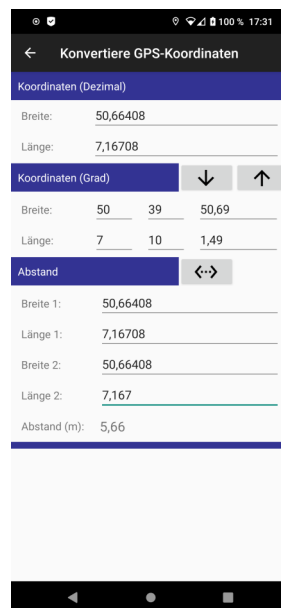 100 % 17:31
Konvertiere GPS-Koordinaten
Koordinaten (Dezimal)
Breite: 50,66408
Länge: 7,16708
Koordinaten (Grad)
Breite: 50 39 50,69
Länge: 7 10 1,49
Abstand
Breite 1: 50,66408
Länge 1: 7,16708
Breite 2: 50,66408
Länge 2: 7,167
Abstand (m): 5,66